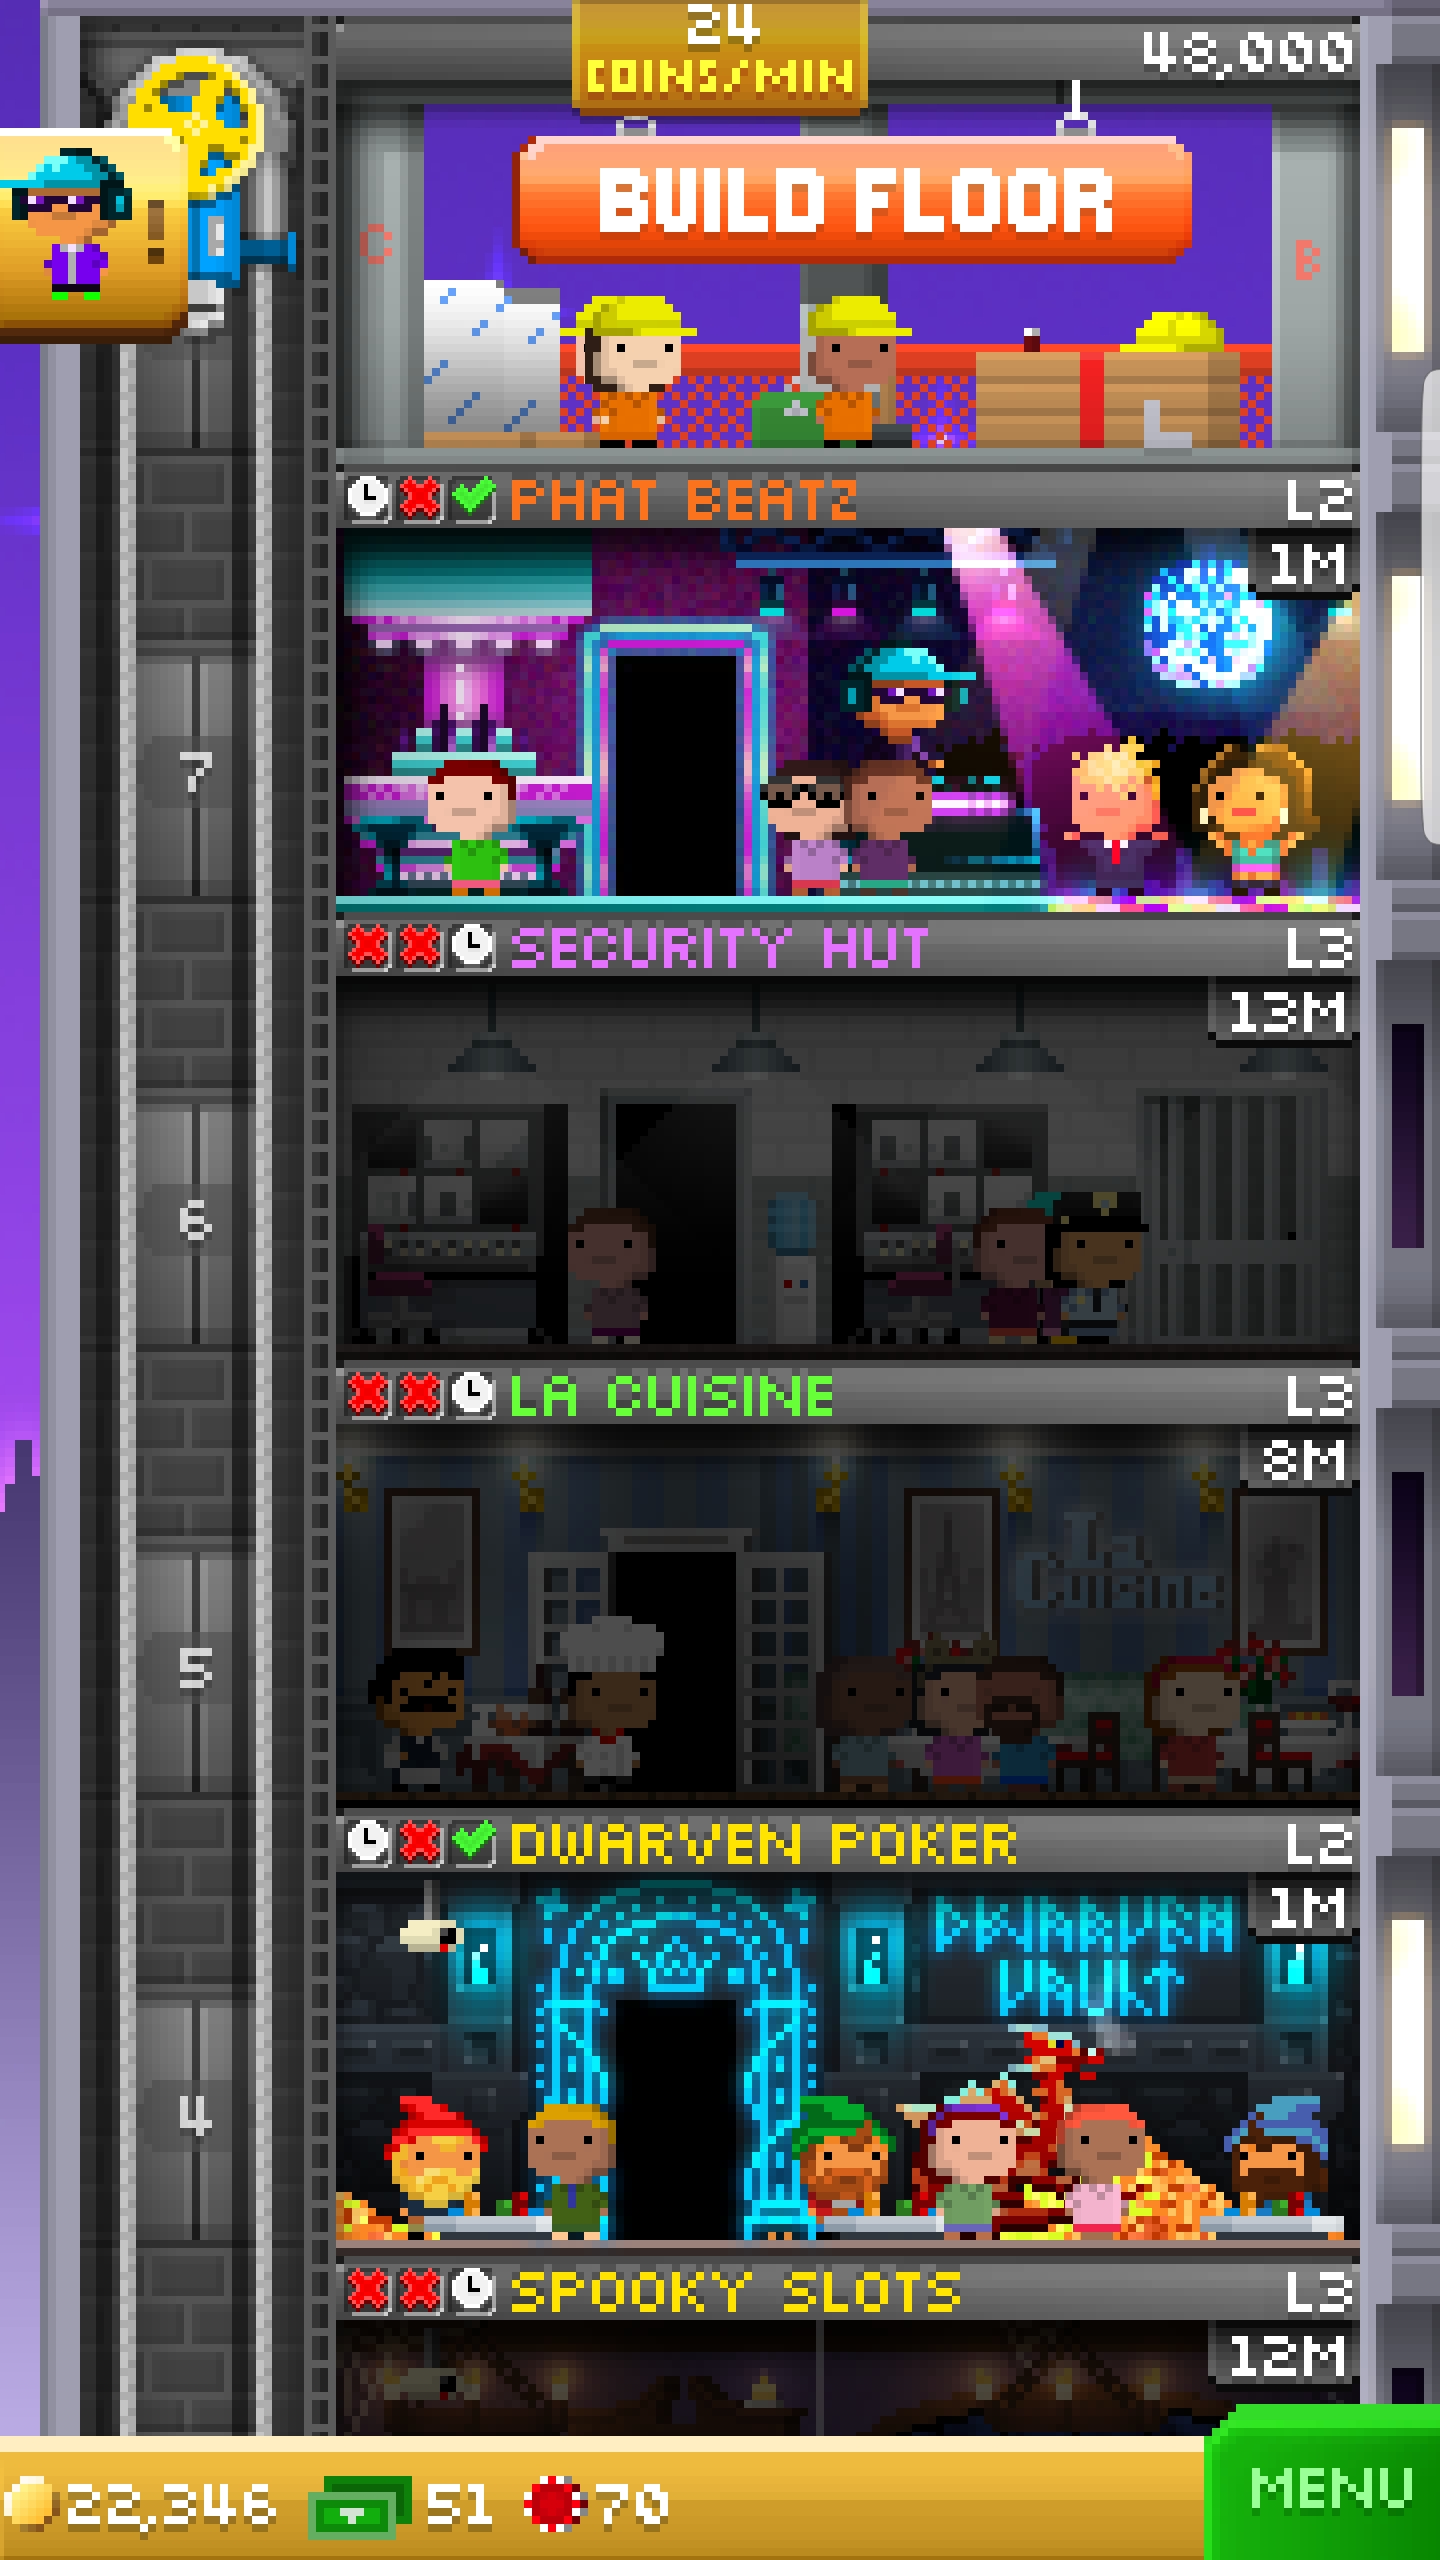 24
COINS/MIN
48,000
BUILD FLOOR
C
B
!
PHAT BEATZ L2
1M
7
SECURITY HUT L3
13M
6
LA CUISINE L3
8M
La
Cuisine
5
DWARVEN POKER L2
1M
DWARVEN
VAULT
4
SPOOKY SLOTS L3
12M
22,346 51 70
MENU